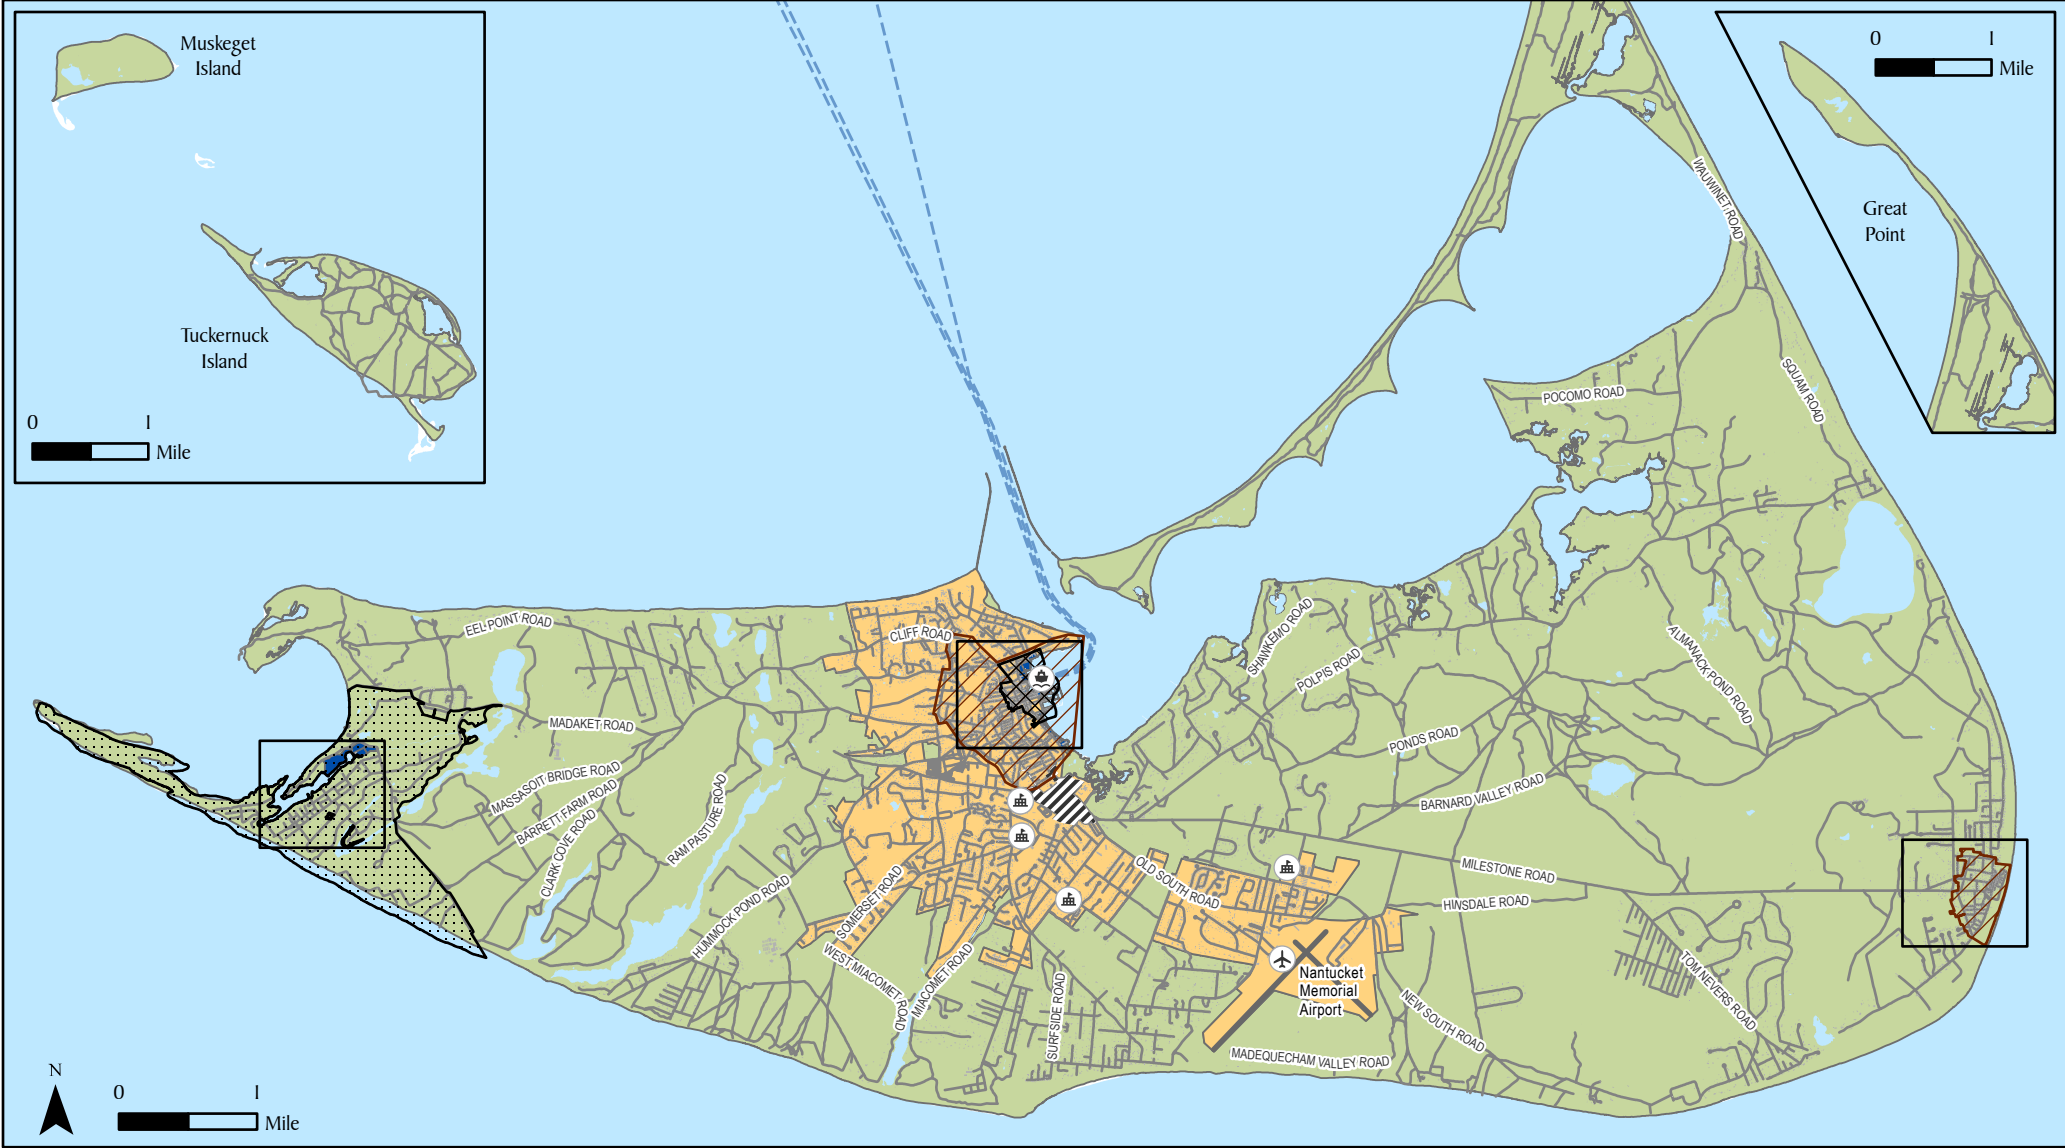 Muskeget
Island
Tuckernuck
Island
0 1
Mile
0 1
Mile
Great
Point
WAUWINET ROAD
SQUAM ROAD
POCOMO ROAD
EEL POINT ROAD
CLIFF ROAD
SHAWKEMO ROAD
POLPIS ROAD
ALMANACK POND ROAD
MADAKET ROAD
PONDS ROAD
MASSASOIT BRIDGE ROAD
BARRETT FARM ROAD
CLARK COVE ROAD
RAM PASTURE ROAD
BARNARD VALLEY ROAD
MILESTONE ROAD
HINSDALE ROAD
OLD SOUTH ROAD
SOMERSET ROAD
HUMMOCK POND ROAD
WEST MIACOMET ROAD
MIACOMET ROAD
SURFSIDE ROAD
Nantucket
Memorial
Airport
NEW SOUTH ROAD
TOM NEVERS ROAD
MADEQUECHAM VALLEY ROAD
N
0 1
Mile